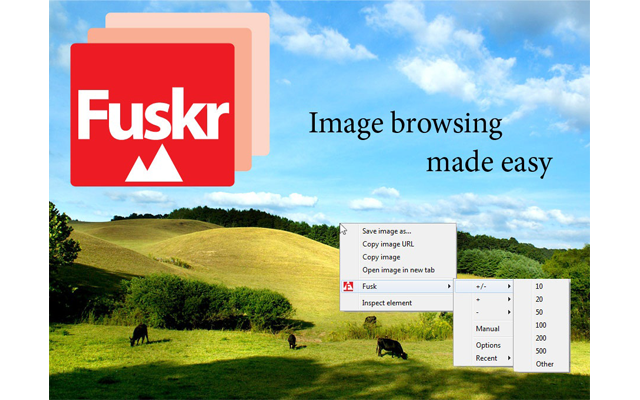 Fuskr
Image browsing
made easy
Save image as...
Copy image URL
Copy image
Open image in new tab
Fusk
Inspect element
+/-
+
-
Manual
Options
Recent
10
20
50
100
200
500
Other